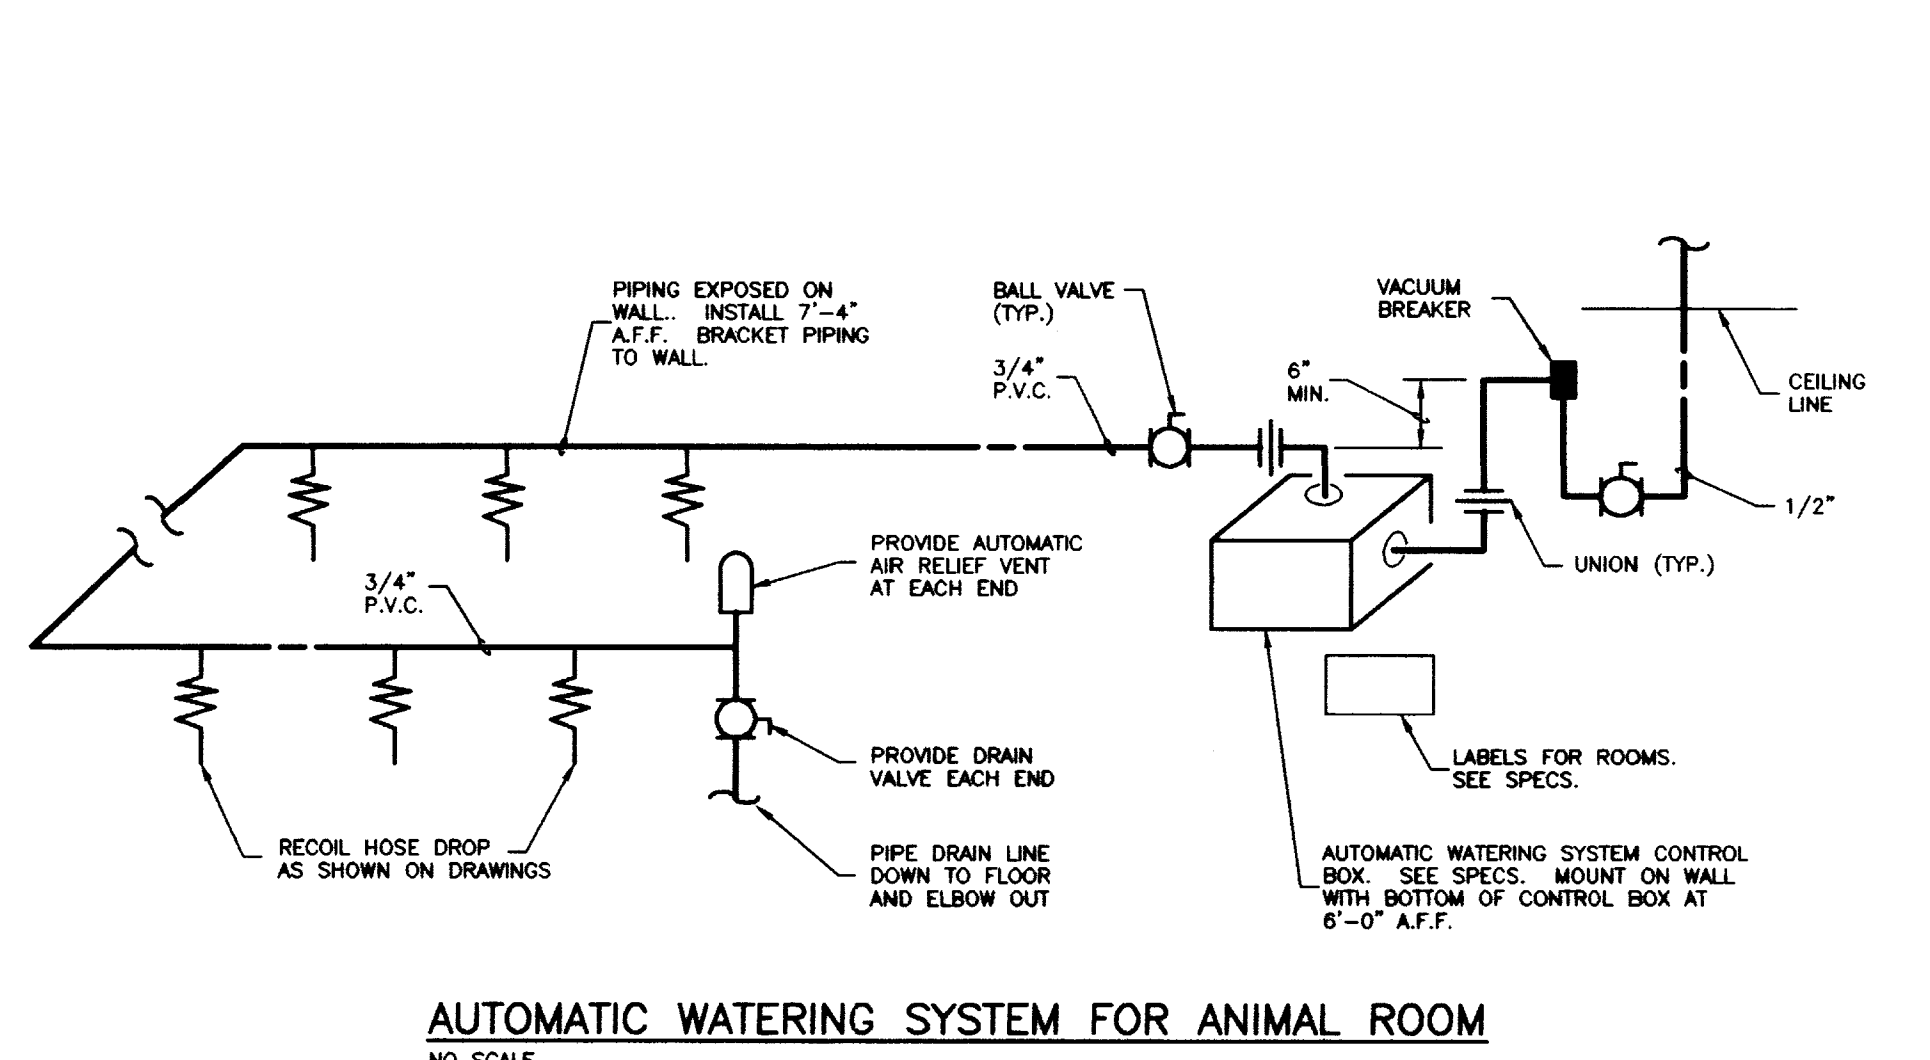 PIPING EXPOSED ON
WALL.. INSTALL 7'-4"
A.F.F. BRACKET PIPING
TO WALL.
BALL VALVE
(TYP.)
3/4"
P.V.C.
6"
MIN.
VACUUM
BREAKER
CEILING
LINE
1/2"
UNION (TYP.)
PROVIDE AUTOMATIC
AIR RELIEF VENT
AT EACH END
3/4"
P.V.C.
PROVIDE DRAIN
VALVE EACH END
LABELS FOR ROOMS.
SEE SPECS.
RECOIL HOSE DROP
AS SHOWN ON DRAWINGS
PIPE DRAIN LINE
DOWN TO FLOOR
AND ELBOW OUT
AUTOMATIC WATERING SYSTEM CONTROL
BOX. SEE SPECS. MOUNT ON WALL
WITH BOTTOM OF CONTROL BOX AT
6'-0" A.F.F.
AUTOMATIC WATERING SYSTEM FOR ANIMAL ROOM
NO SCALE